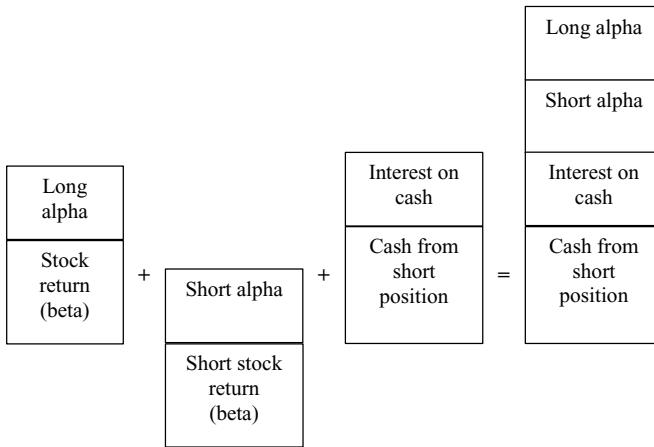 Long
alpha
Stock
return
(beta)
+
Short alpha
Short stock
return
(beta)
+
Interest on
cash
Cash from
short
position
=
Long alpha
Short alpha
Interest on
cash
Cash from
short
position